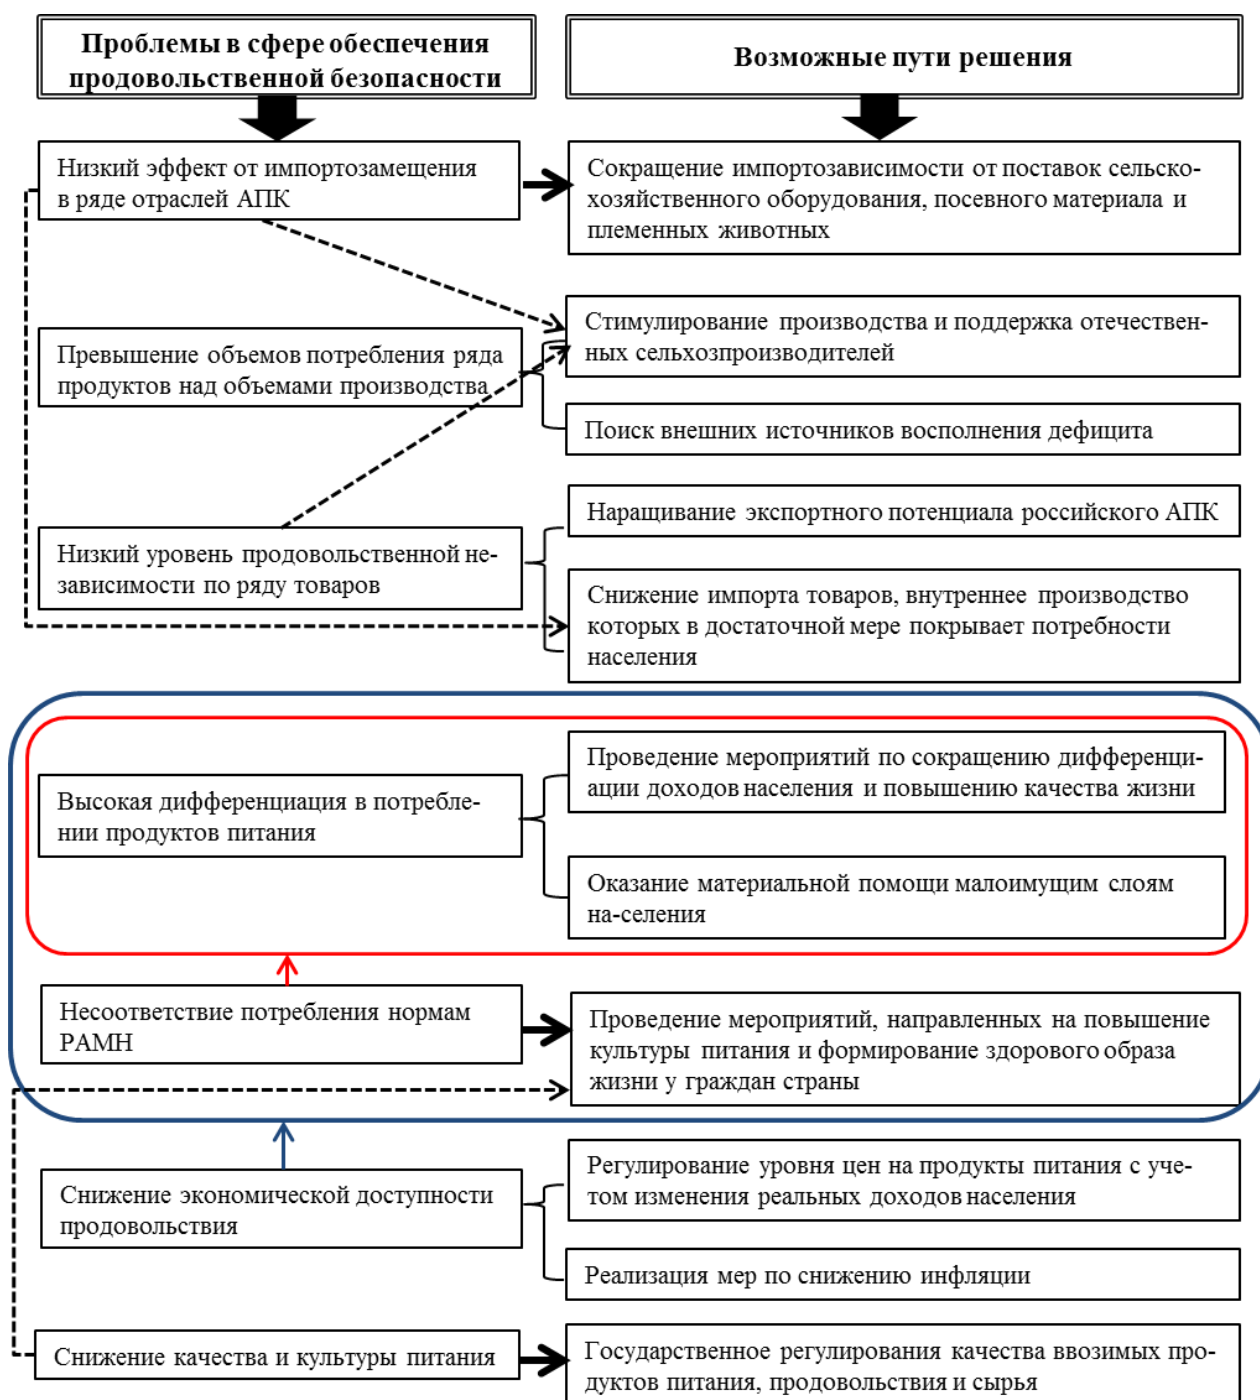 Проблемы в сфере обеспечения
продовольственной безопасности
Возможные пути решения
Низкий эффект от импортозамещения
в ряде отраслей АПК
Сокращение импортозависимости от поставок сельско-
хозяйственного оборудования, посевного материала и
племенных животных
Превышение объемов потребления ряда
продуктов над объемами производства
Стимулирование производства и поддержка отечествен-
ных сельхозпроизводителей
Поиск внешних источников восполнения дефицита
Низкий уровень продовольственной не-
зависимости по ряду товаров
Наращивание экспортного потенциала российского АПК
Снижение импорта товаров, внутреннее производство
которых в достаточной мере покрывает потребности
населения
Высокая дифференциация в потребле-
нии продуктов питания
Проведение мероприятий по сокращению дифференци-
ации доходов населения и повышению качества жизни
Оказание материальной помощи малоимущим слоям
на-селения
Несоответствие потребления нормам
РАМН
Проведение мероприятий, направленных на повышение
культуры питания и формирование здорового образа
жизни у граждан страны
Снижение экономической доступности
продовольствия
Регулирование уровня цен на продукты питания с уче-
том изменения реальных доходов населения
Реализация мер по снижению инфляции
Снижение качества и культуры питания
Государственное регулирования качества ввозимых про-
дуктов питания, продовольствия и сырья